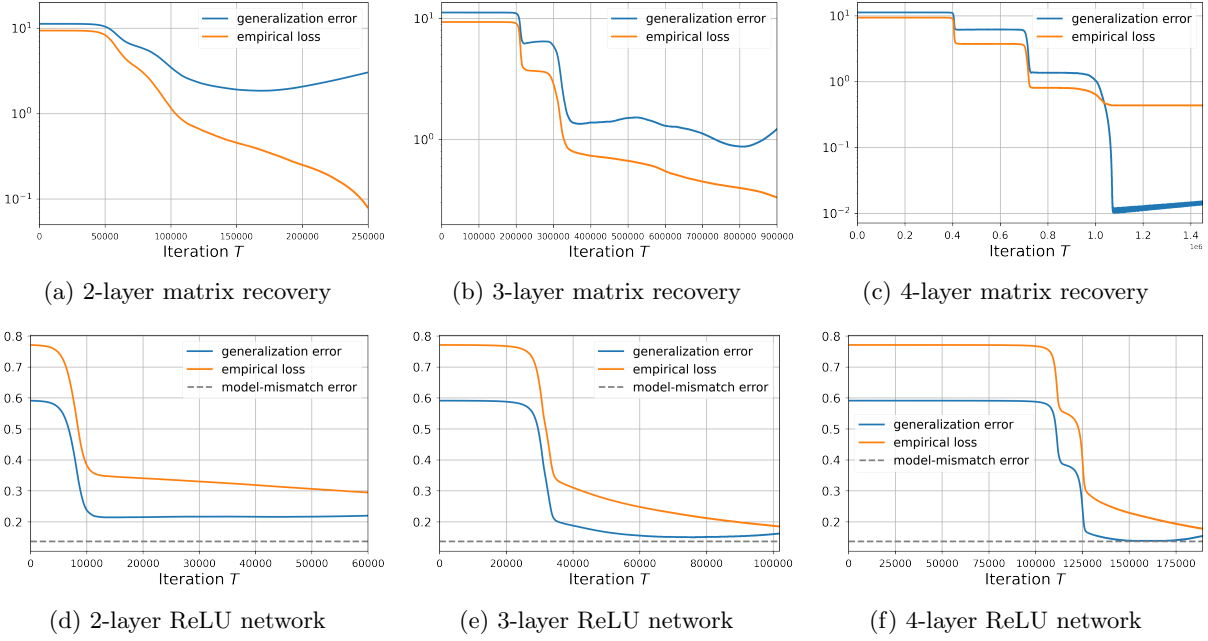 generalization error
empirical loss
10^1
10^0
10^{-1}
0 50000 100000 150000 200000 250000
Iteration T
(a) 2-layer matrix recovery
generalization error
empirical loss
10^1
10^0
0 100000 200000 300000 400000 500000 600000 700000 800000 900000
Iteration T
(b) 3-layer matrix recovery
generalization error
empirical loss
10^1
10^0
10^{-1}
10^{-2}
0.0 0.2 0.4 0.6 0.8 1.0 1.2 1.4
1e6
Iteration T
(c) 4-layer matrix recovery
generalization error
empirical loss
model-mismatch error
0.8
0.7
0.6
0.5
0.4
0.3
0.2
0 10000 20000 30000 40000 50000 60000
Iteration T
(d) 2-layer ReLU network
generalization error
empirical loss
model-mismatch error
0.8
0.7
0.6
0.5
0.4
0.3
0.2
0 20000 40000 60000 80000 100000
Iteration T
(e) 3-layer ReLU network
generalization error
empirical loss
model-mismatch error
0.8
0.7
0.6
0.5
0.4
0.3
0.2
0 25000 50000 75000 100000 125000 150000 175000
Iteration T
(f) 4-layer ReLU network